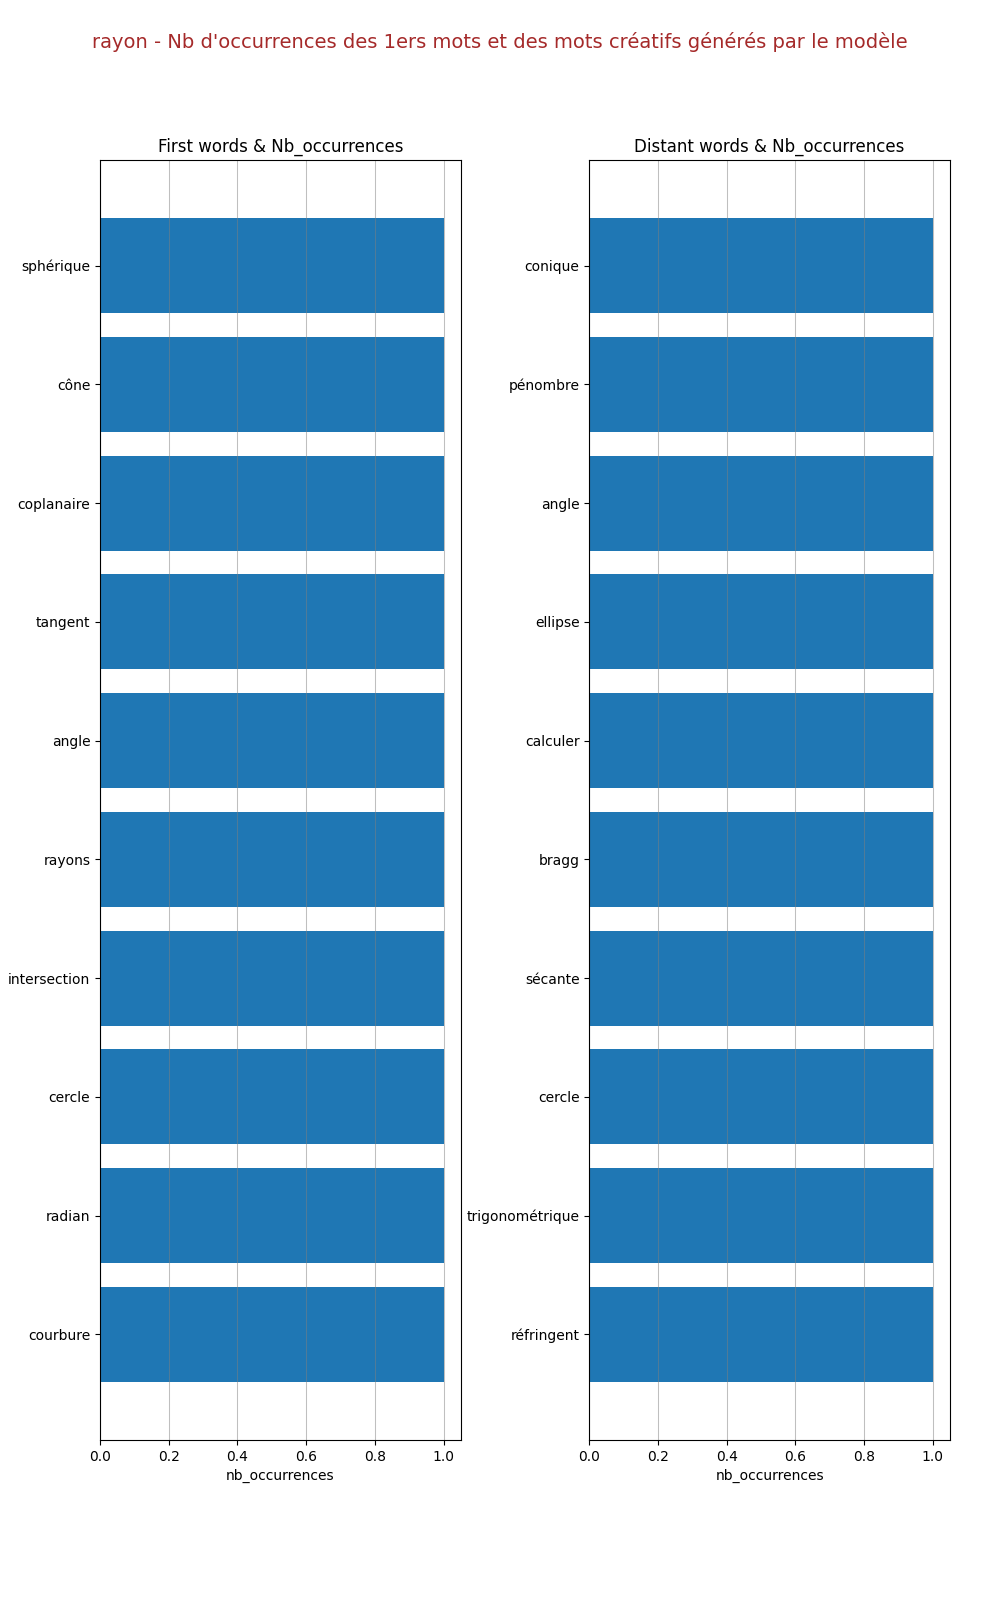 rayon - Nb d'occurrences des 1ers mots et des mots créatifs générés par le modèle
First words & Nb_occurrences
sphérique
cône
coplanaire
tangent
angle
rayons
intersection
cercle
radian
courbure
0.0 0.2 0.4 0.6 0.8 1.0
nb_occurrences
Distant words & Nb_occurrences
conique
pénombre
angle
ellipse
calculer
bragg
sécante
cercle
trigonométrique
réfringent
0.0 0.2 0.4 0.6 0.8 1.0
nb_occurrences